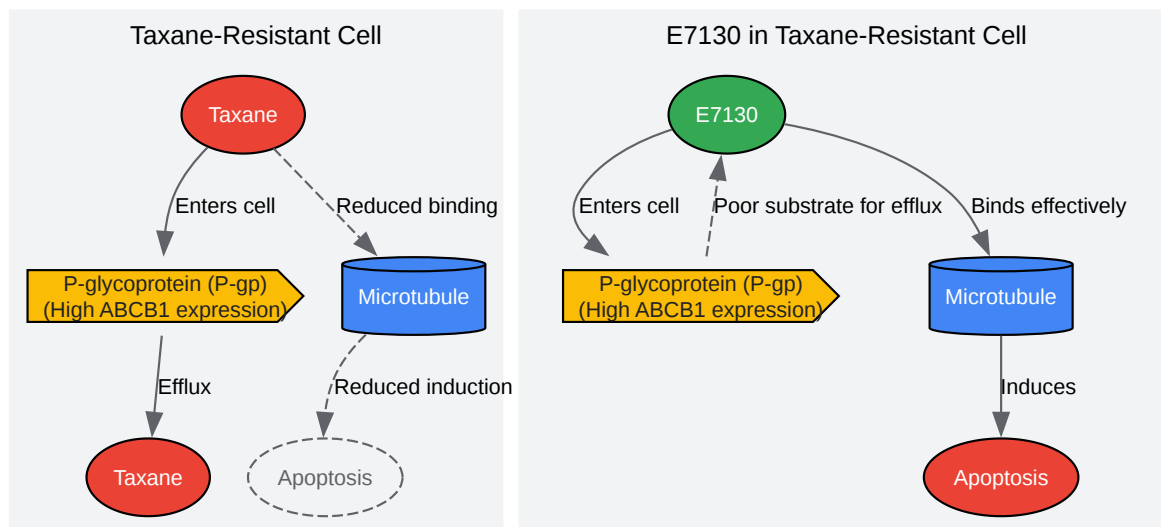 Taxane-Resistant Cell
Taxane
Enters cell
Reduced binding
P-glycoprotein (P-gp)
(High ABCB1 expression)
Microtubule
Efflux
Reduced induction
Taxane
Apoptosis
E7130 in Taxane-Resistant Cell
E7130
Enters cell
Poor substrate for efflux
Binds effectively
P-glycoprotein (P-gp)
(High ABCB1 expression)
Microtubule
Induces
Apoptosis